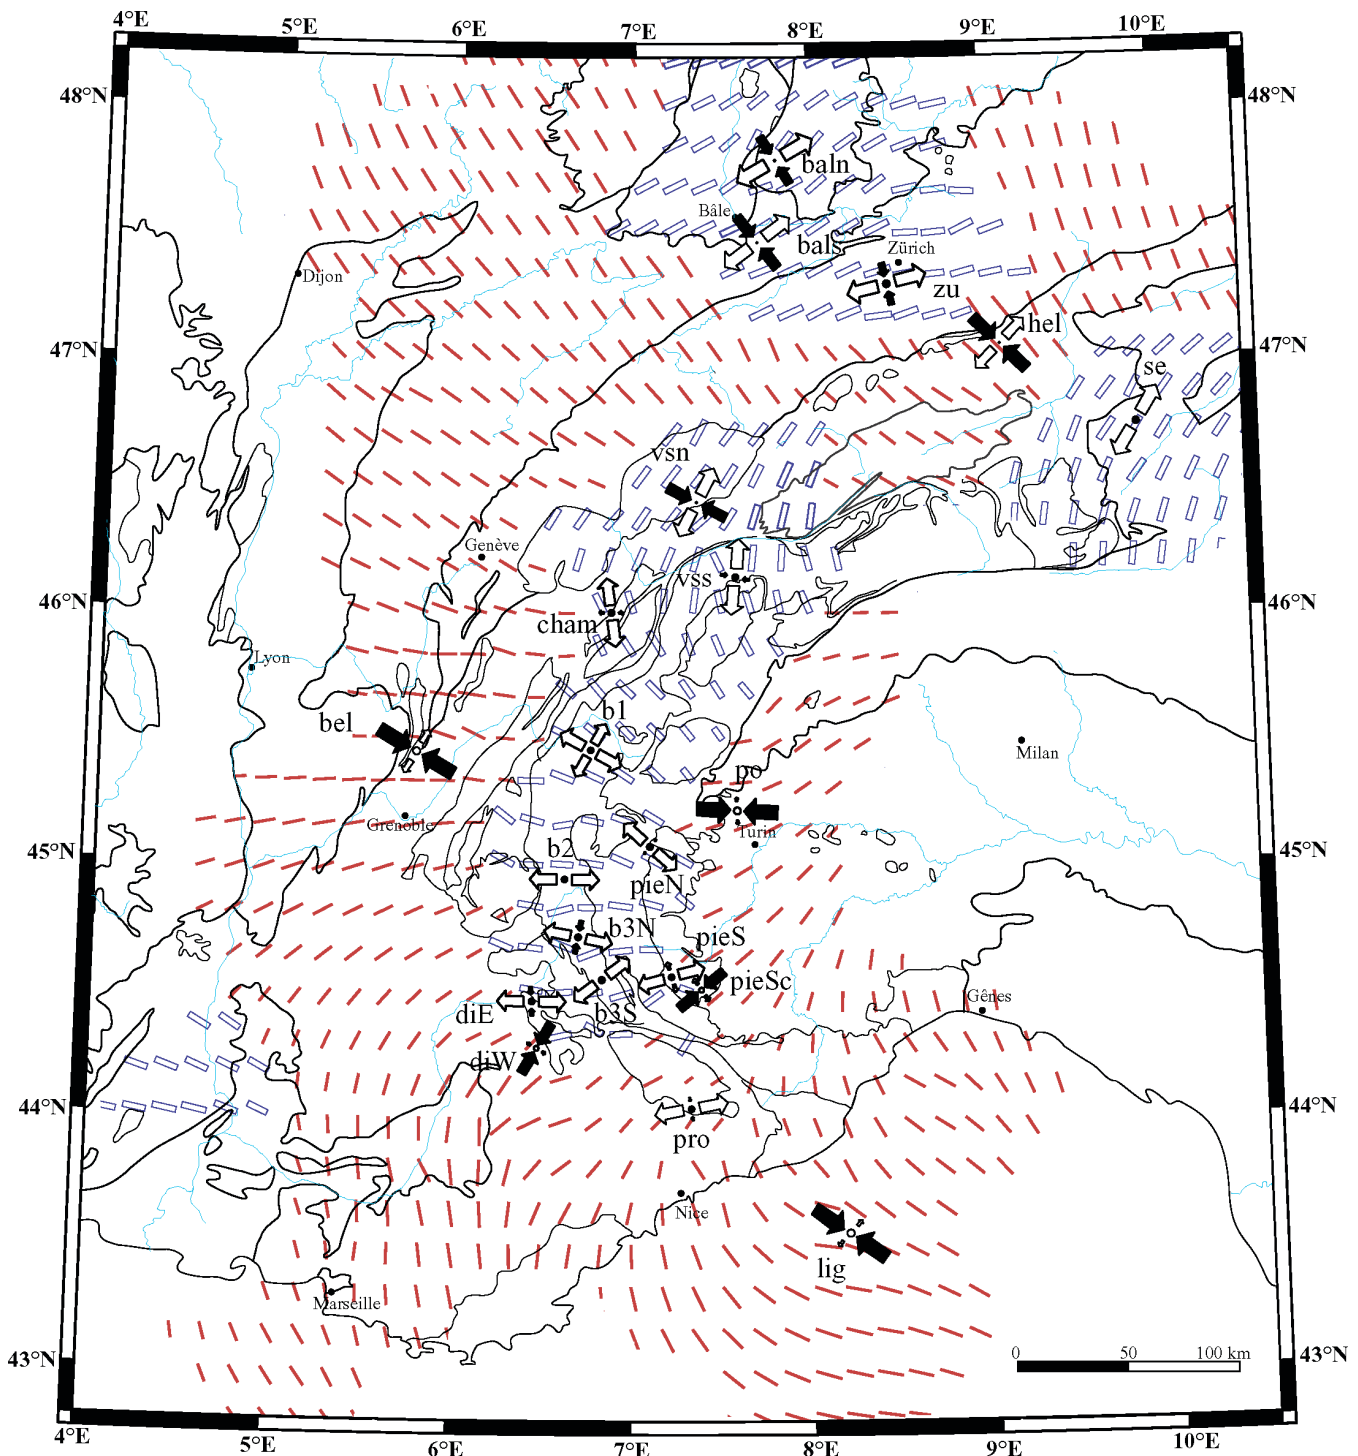 4°E
5°E
6°E
7°E
8°E
9°E
10°E
48°N
48°N
baln
Bâle
bals
Zürich
Dijon
zu
hel
47°N
47°N
se
vsn
Genève
vss
46°N
46°N
cham
Lyon
b1
bel
Milan
po
Grenoble
Turin
45°N
45°N
b2
pieN
b3N
pieS
pieSc
Gênes
diE
b3S
diW
44°N
44°N
pro
Nice
lig
Marseille
43°N
43°N
0
50
100 km
4°E
5°E
6°E
7°E
8°E
9°E
10°E